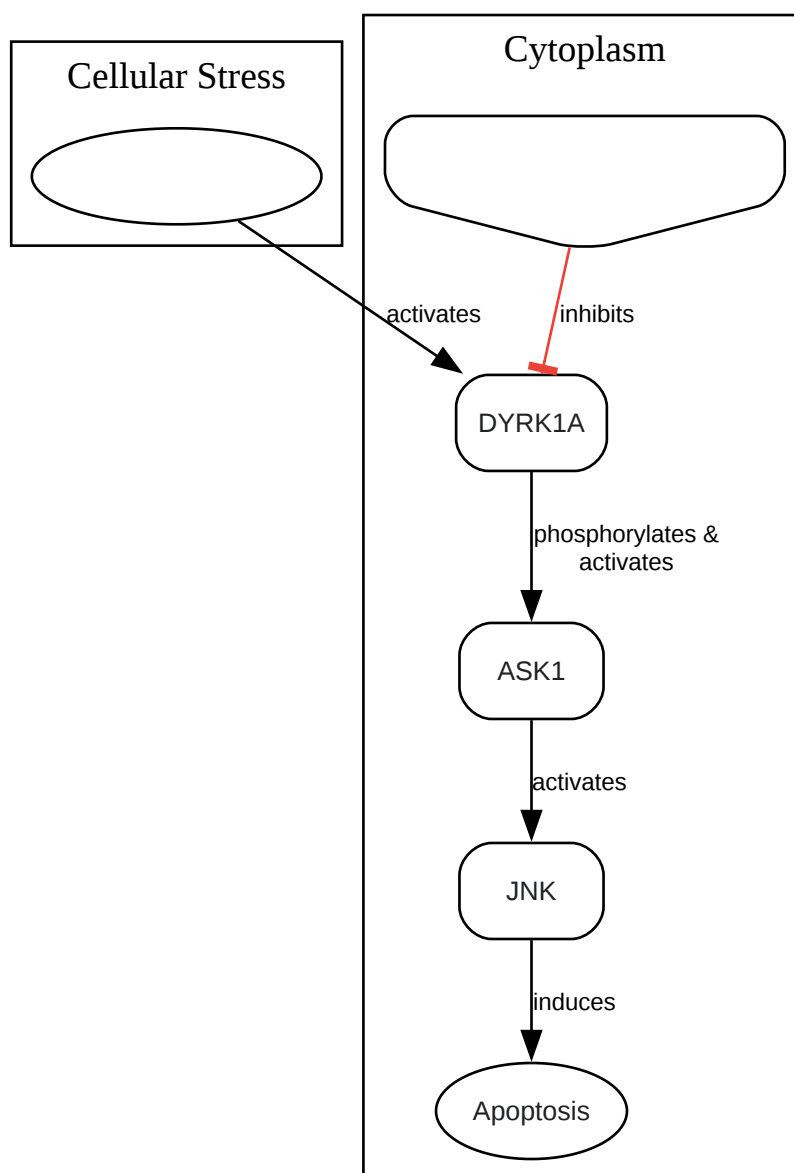 Cellular Stress
Cytoplasm
activates
inhibits
DYRK1A
phosphorylates &
activates
ASK1
activates
JNK
induces
Apoptosis